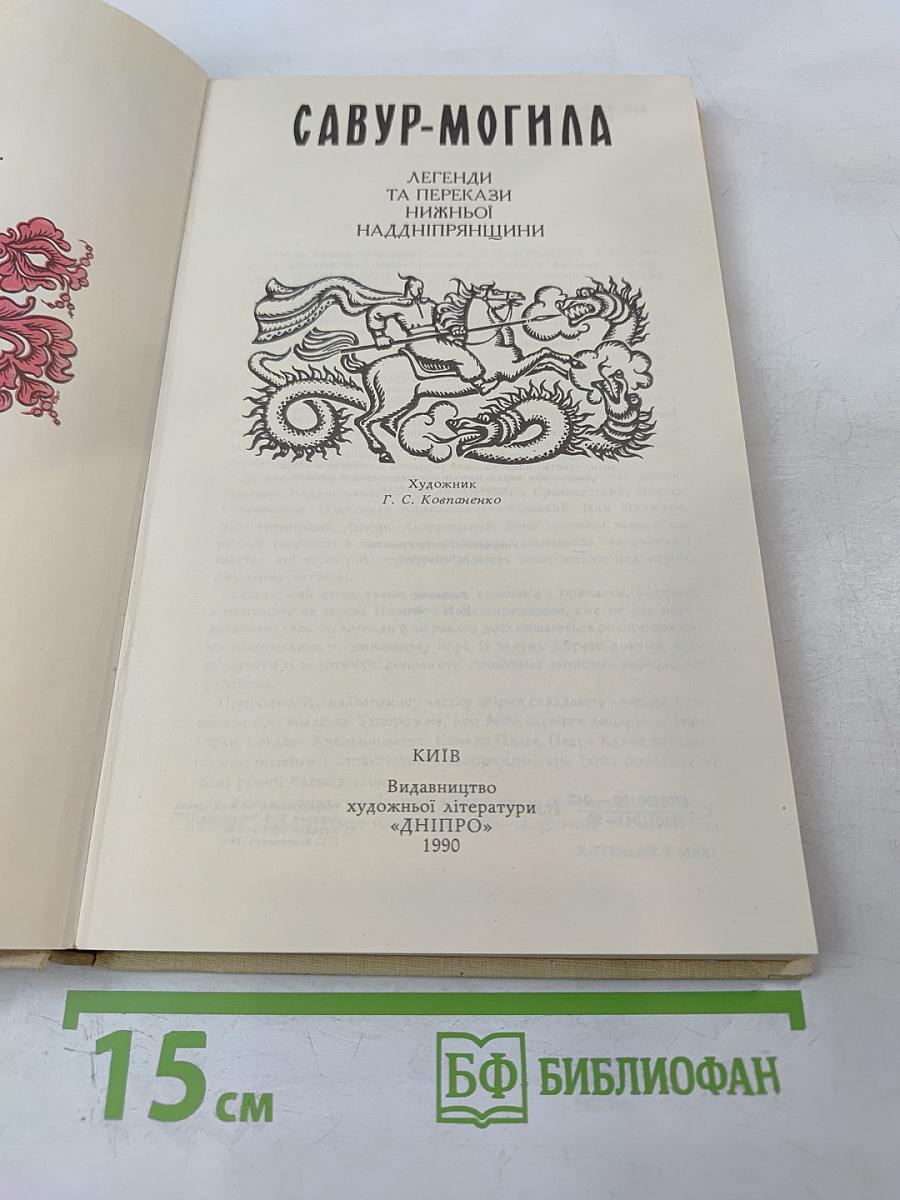 САВУР-МОГИЛА
ЛЕГЕНДИ
ТА ПЕРЕКАЗИ
НИЖНЬОЇ
НАДДНІПРЯНЩИНИ
Художник
Г. С. Ковпаненко
КИЇВ
Видавництво
художньої літератури
«ДНІПРО»
1990
15 см
БФ БИБЛИОФАН